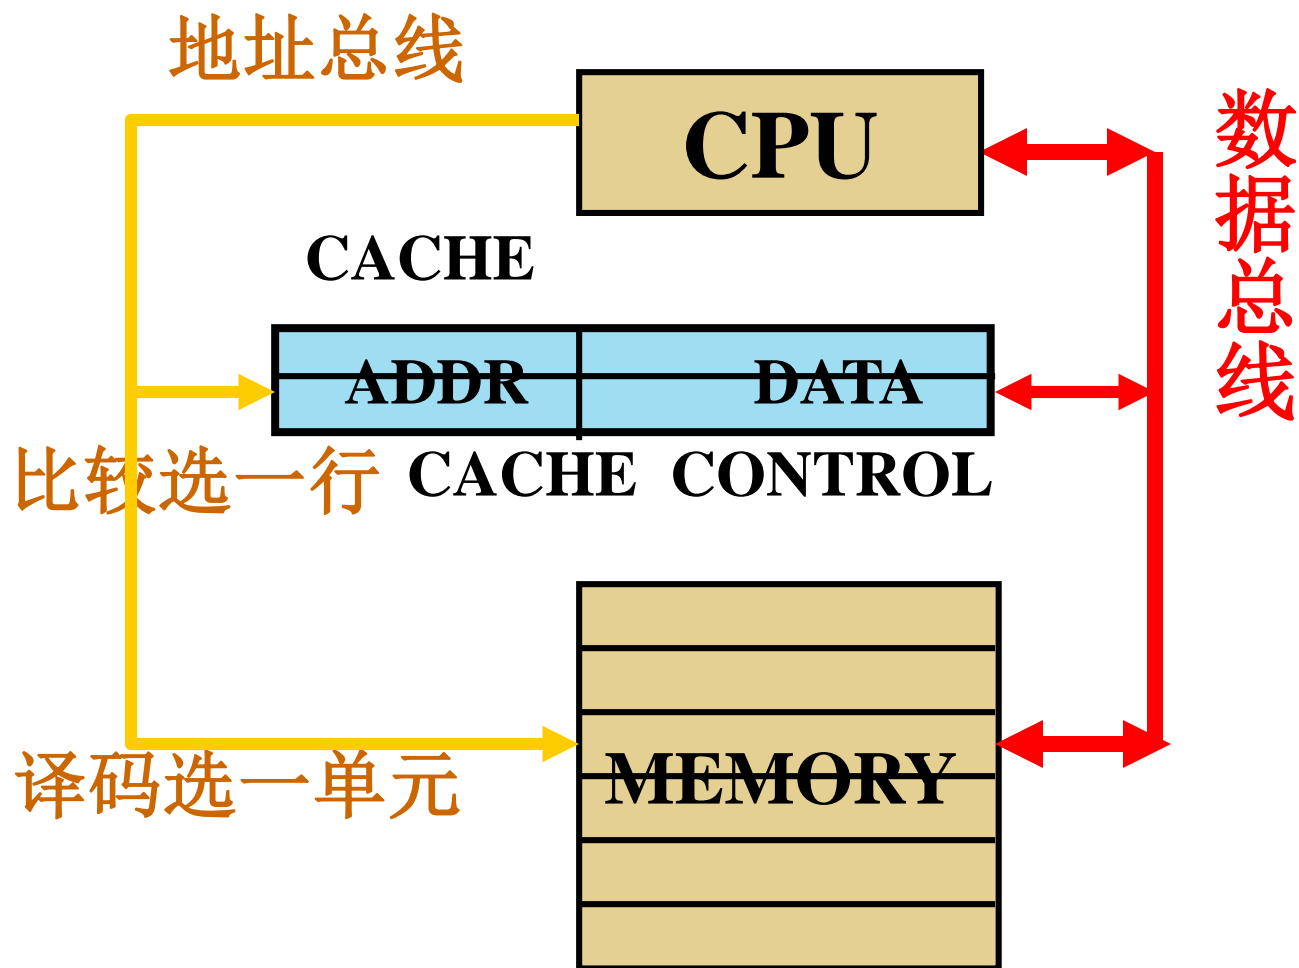 地址总线
CPU
数据总线
CACHE
ADDR DATA
比较选一行
CACHE CONTROL
译码选一单元
MEMORY